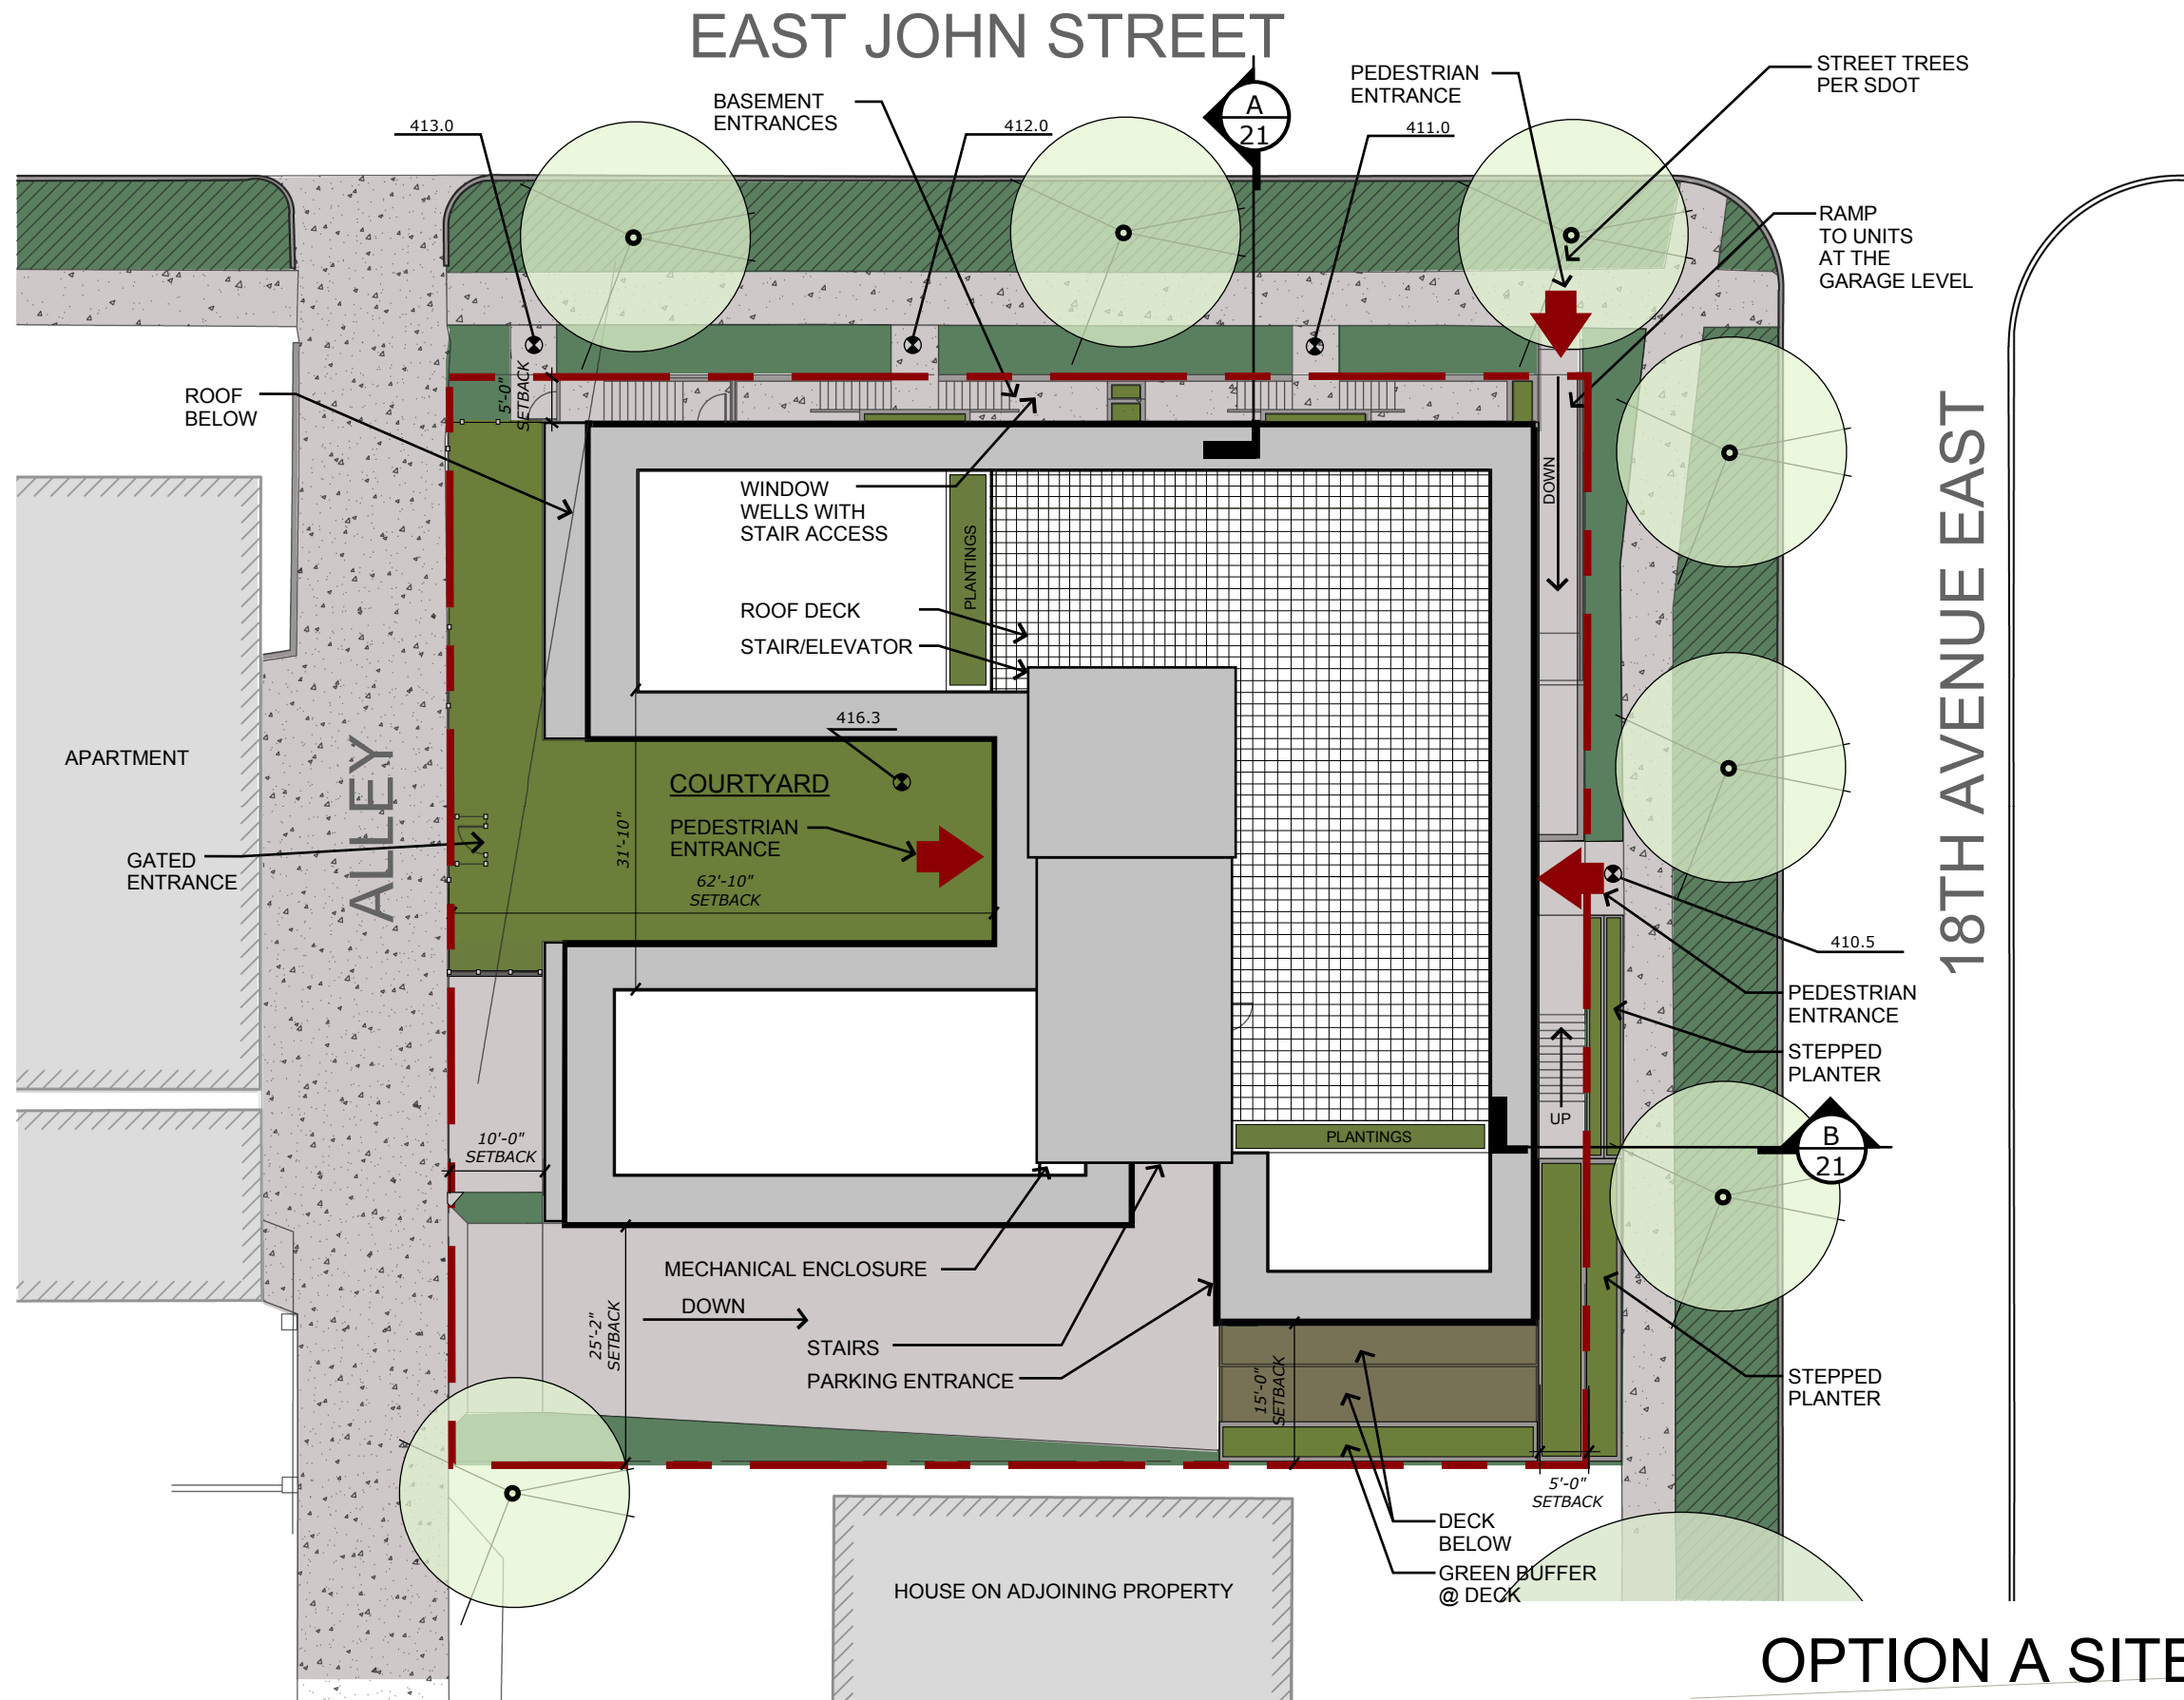 EAST JOHN STREET
STREET TREES
PER SDOT
PEDESTRIAN
ENTRANCE
BASEMENT
ENTRANCES
A
21
413.0
412.0
411.0
RAMP
TO UNITS
AT THE
GARAGE LEVEL
5'-0"
SETBACK
ROOF
BELOW
WINDOW
WELLS WITH
STAIR ACCESS
PLANTINGS
DOWN
ROOF DECK
STAIR/ELEVATOR
18TH AVENUE EAST
416.3
APARTMENT
ALLEY
COURTYARD
PEDESTRIAN
ENTRANCE
31'-10"
62'-10"
SETBACK
GATED
ENTRANCE
410.5
PEDESTRIAN
ENTRANCE
STEPPED
PLANTER
UP
PLANTINGS
B
21
10'-0"
SETBACK
MECHANICAL ENCLOSURE
DOWN
25'-2"
SETBACK
STAIRS
PARKING ENTRANCE
15'-0"
SETBACK
STEPPED
PLANTER
5'-0"
SETBACK
DECK
BELOW
GREEN BUFFER
@ DECK
HOUSE ON ADJOINING PROPERTY
OPTION A SITE